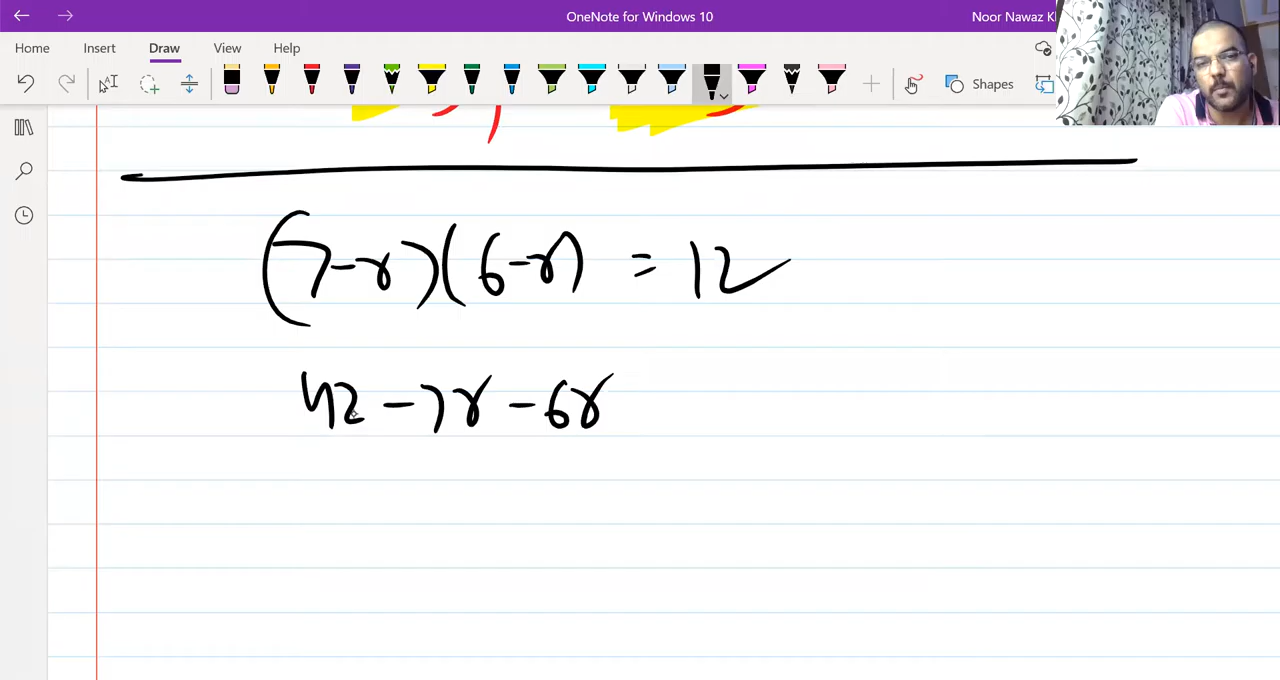 OneNote for Windows 10
Noor Nawaz K
Home Insert Draw View Help
Shapes
(7-r)(6-r) = 12
42 - 7r - 6r